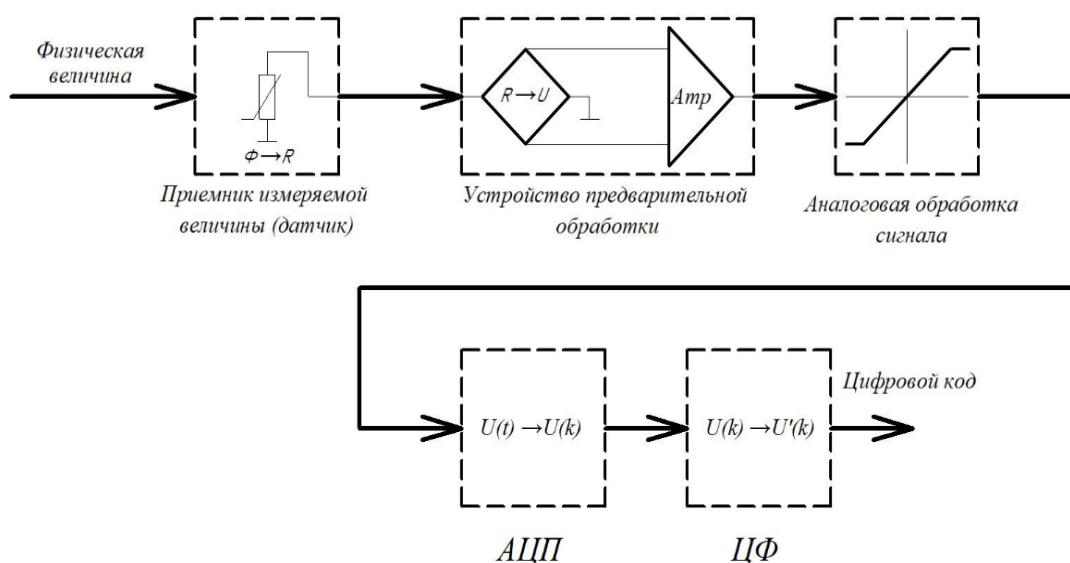 Физическая
величина
Φ→R
Приемник измеряемой
величины (датчик)
R→U
Amp
Устройство предварительной
обработки
Аналоговая обработка
сигнала
U(t)→U(k)
АЦП
U(k)→U'(k)
ЦФ
Цифровой код